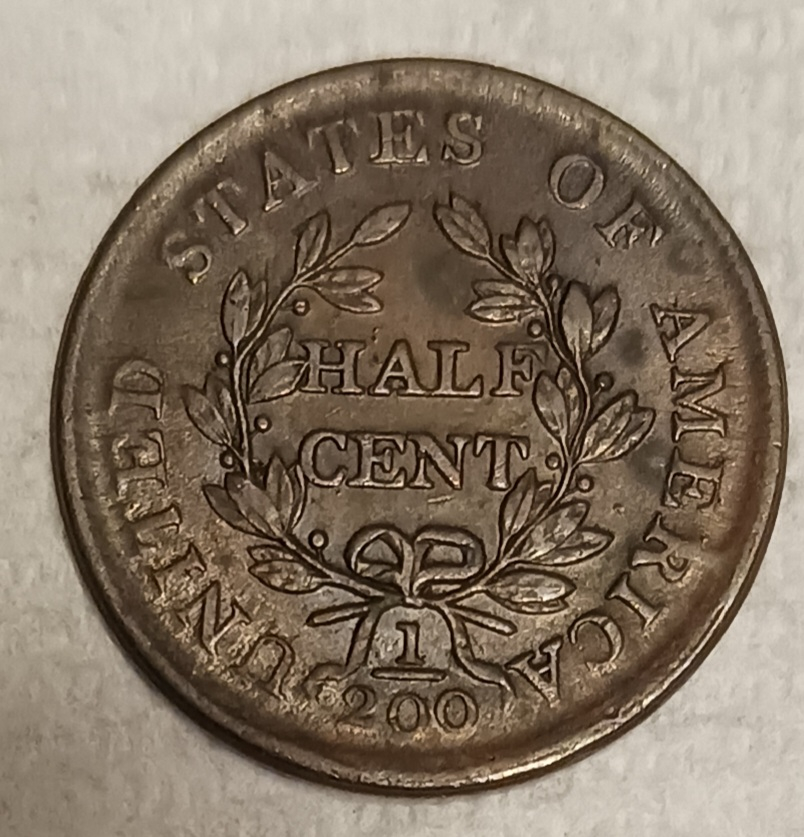 UNITED STATES OF AMERICA
HALF
CENT
1
200